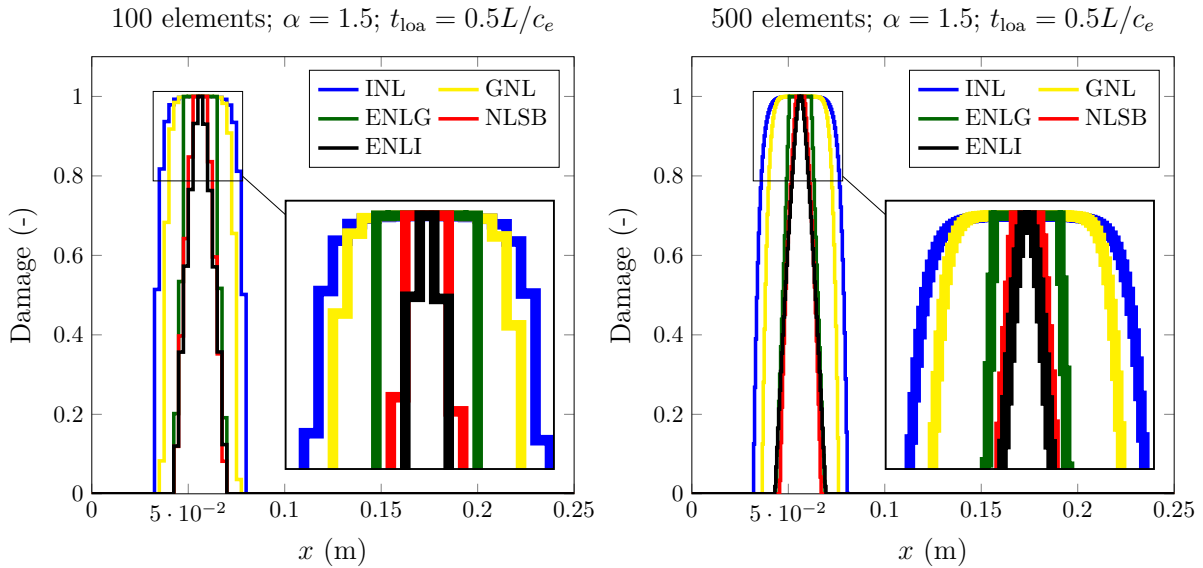 100 elements; α = 1.5; t_loa = 0.5L/c_e
INL GNL
ENLG NLSB
ENLI
Damage (-)
1
0.8
0.6
0.4
0.2
0
0 5 · 10^−2 0.1 0.15 0.2 0.25
x (m)
500 elements; α = 1.5; t_loa = 0.5L/c_e
INL GNL
ENLG NLSB
ENLI
Damage (-)
1
0.8
0.6
0.4
0.2
0
0 5 · 10^−2 0.1 0.15 0.2 0.25
x (m)